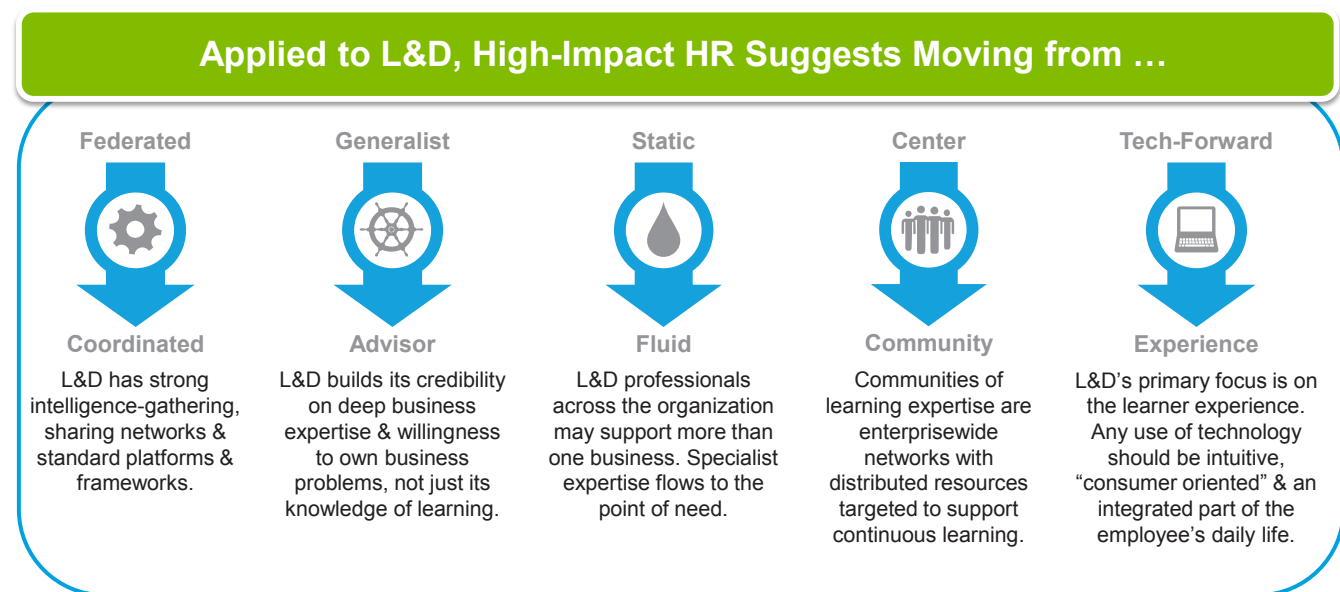 Applied to L&D, High-Impact HR Suggests Moving from …
Federated
Coordinated
L&D has strong
intelligence-gathering,
sharing networks &
standard platforms &
frameworks.
Generalist
Advisor
L&D builds its credibility
on deep business
expertise & willingness
to own business
problems, not just its
knowledge of learning.
Static
Fluid
L&D professionals
across the organization
may support more than
one business. Specialist
expertise flows to the
point of need.
Center
Community
Communities of
learning expertise are
enterprisewide
networks with
distributed resources
targeted to support
continuous learning.
Tech-Forward
Experience
L&D’s primary focus is on
the learner experience.
Any use of technology
should be intuitive,
“consumer oriented” & an
integrated part of the
employee’s daily life.